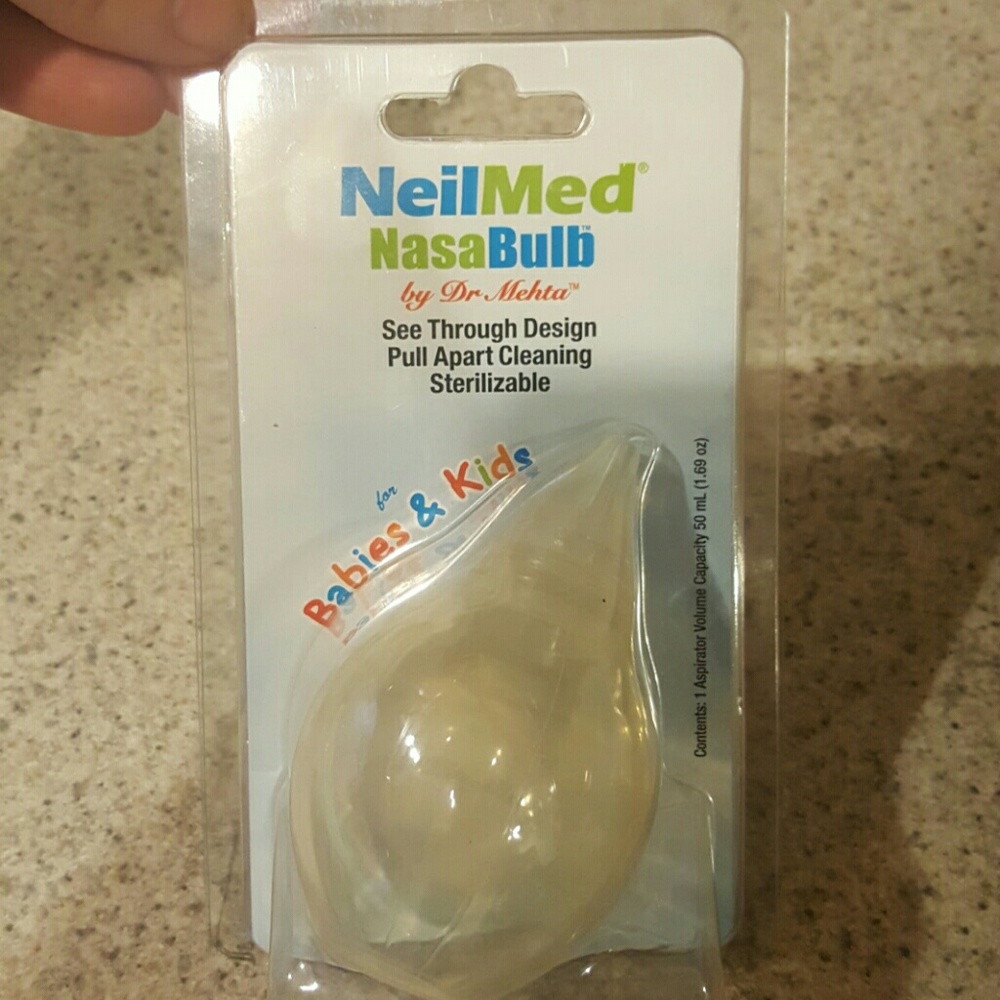 NeilMed®
NasaBulb™
by Dr Mehta™
See Through Design
Pull Apart Cleaning
Sterilizable
for
Babies & Kids
Contents: 1 Aspirator Volume Capacity 50 mL (1.69 oz)